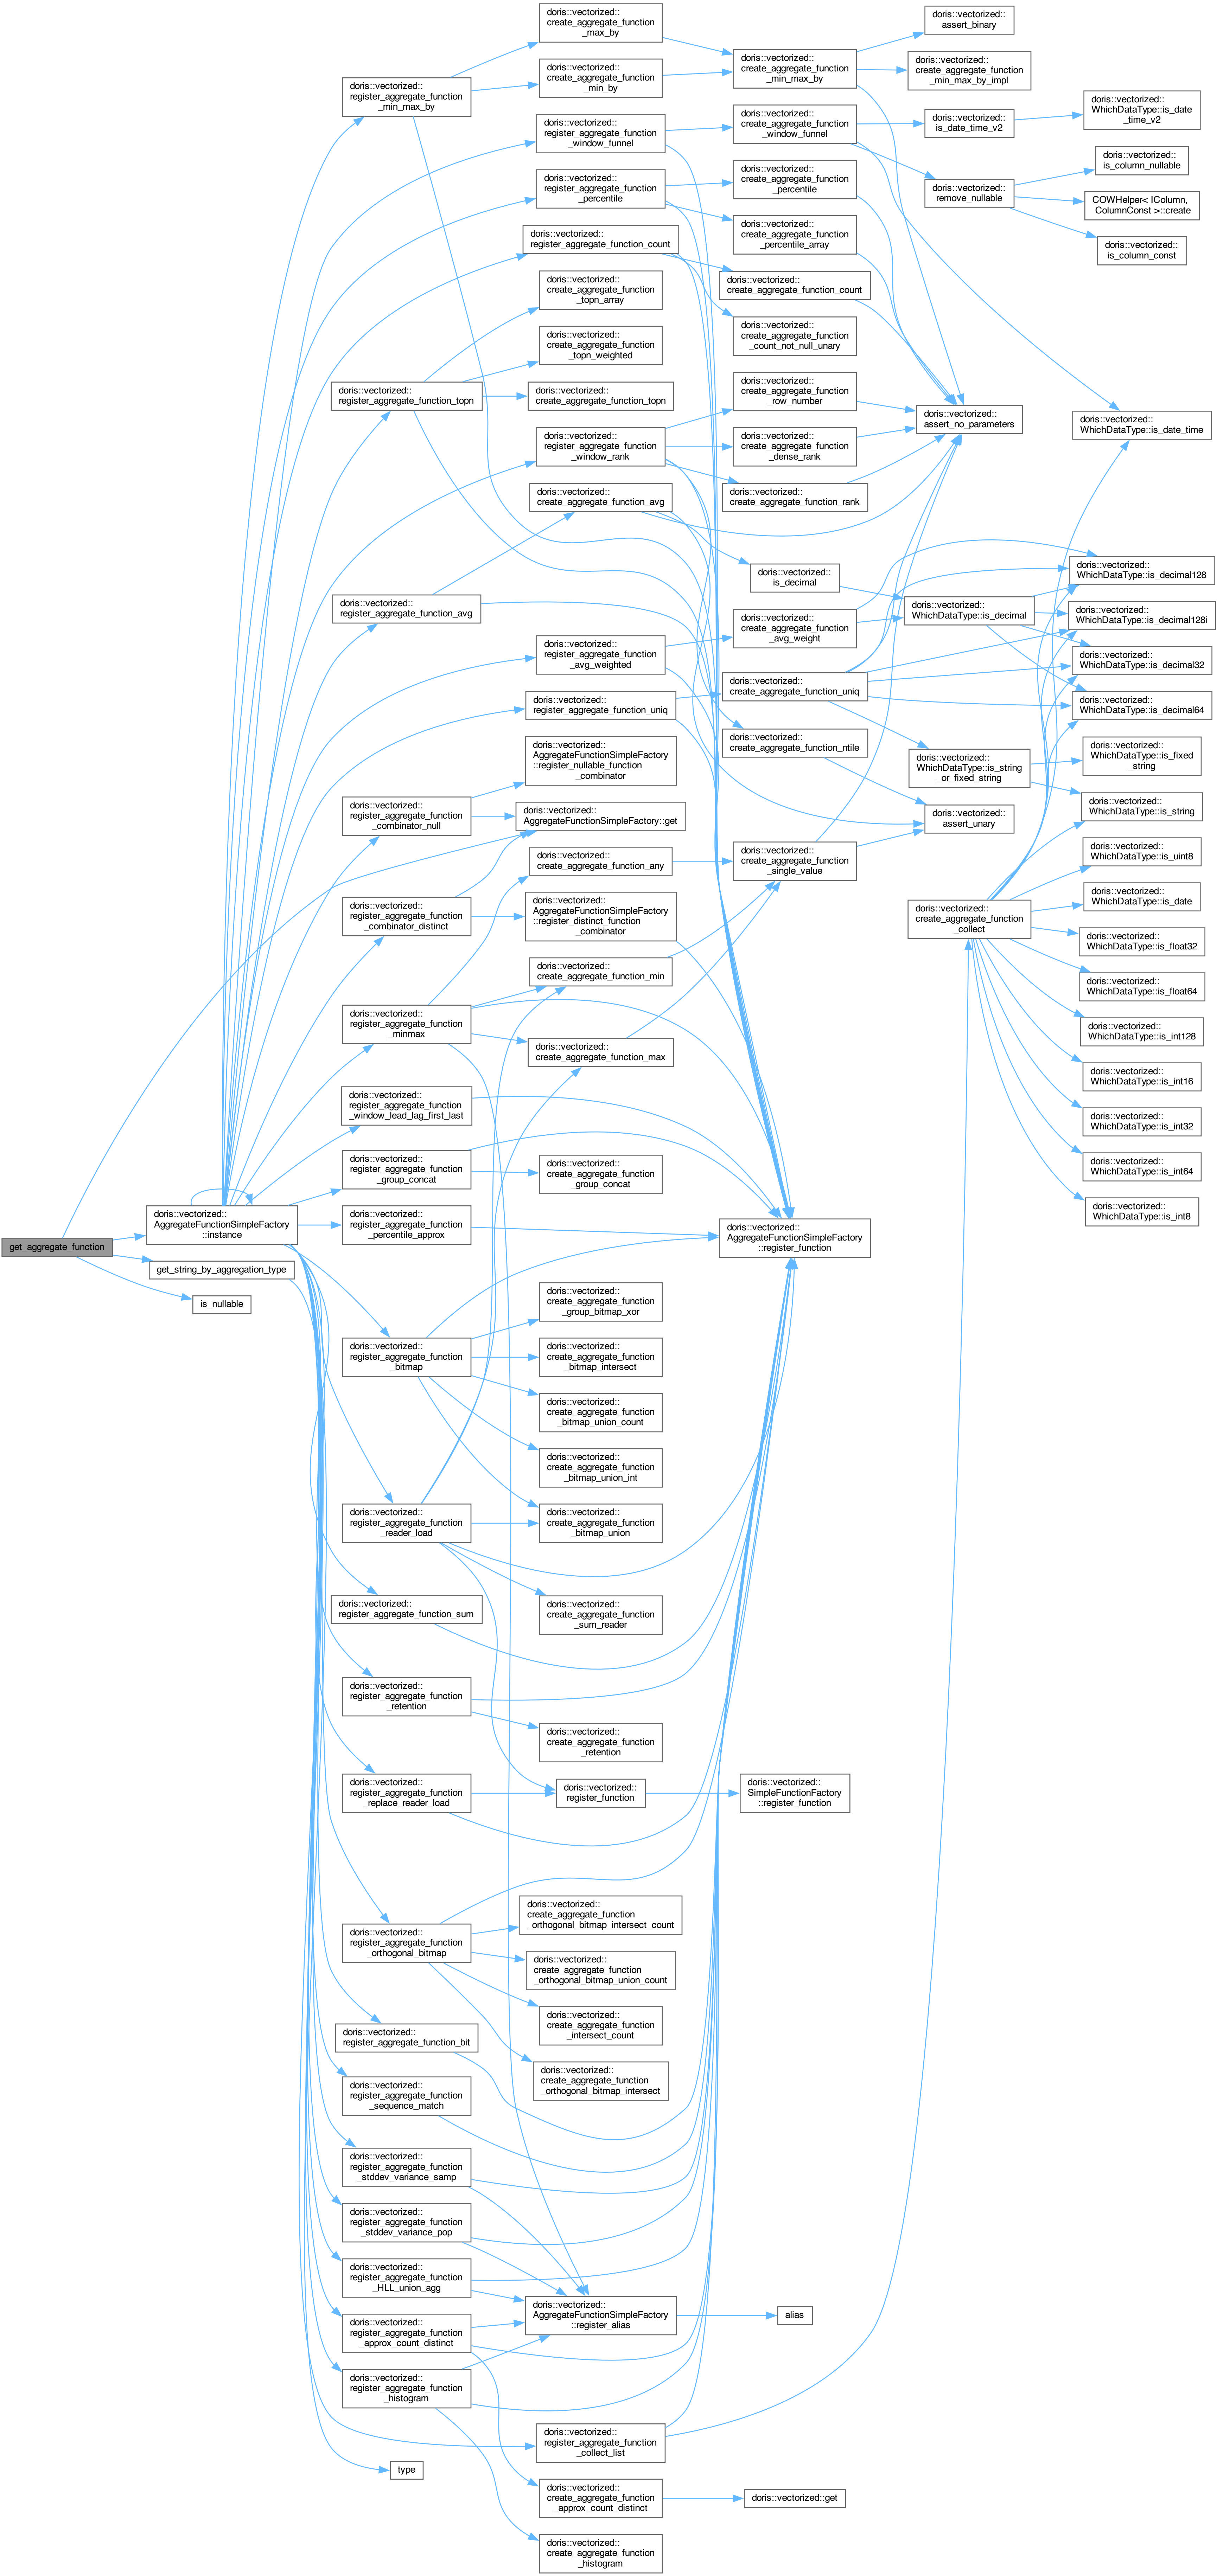 get_aggregate_function
doris::vectorized::
AggregateFunctionSimpleFactory
::instance
get_string_by_aggregation_type
is_nullable
doris::vectorized::
register_aggregate_function
_min_max_by
doris::vectorized::
register_aggregate_function_topn
doris::vectorized::
register_aggregate_function_avg
doris::vectorized::
register_aggregate_function
_combinator_null
doris::vectorized::
register_aggregate_function
_combinator_distinct
doris::vectorized::
register_aggregate_function
_minmax
doris::vectorized::
register_aggregate_function
_window_lead_lag_first_last
doris::vectorized::
register_aggregate_function
_group_concat
doris::vectorized::
register_aggregate_function
_percentile_approx
doris::vectorized::
register_aggregate_function
_bitmap
doris::vectorized::
register_aggregate_function
_reader_load
doris::vectorized::
register_aggregate_function_sum
doris::vectorized::
register_aggregate_function
_retention
doris::vectorized::
register_aggregate_function
_replace_reader_load
doris::vectorized::
register_aggregate_function
_orthogonal_bitmap
doris::vectorized::
register_aggregate_function_bit
doris::vectorized::
register_aggregate_function
_sequence_match
doris::vectorized::
register_aggregate_function
_stddev_variance_samp
doris::vectorized::
register_aggregate_function
_stddev_variance_pop
doris::vectorized::
register_aggregate_function
_HLL_union_agg
doris::vectorized::
register_aggregate_function
_approx_count_distinct
doris::vectorized::
register_aggregate_function
_histogram
type
doris::vectorized::
create_aggregate_function
_max_by
doris::vectorized::
create_aggregate_function
_min_by
doris::vectorized::
register_aggregate_function
_window_funnel
doris::vectorized::
register_aggregate_function
_percentile
doris::vectorized::
register_aggregate_function_count
doris::vectorized::
create_aggregate_function
_topn_array
doris::vectorized::
create_aggregate_function
_topn_weighted
doris::vectorized::
create_aggregate_function_topn
doris::vectorized::
register_aggregate_function
_window_rank
doris::vectorized::
create_aggregate_function_avg
doris::vectorized::
register_aggregate_function
_avg_weighted
doris::vectorized::
register_aggregate_function_uniq
doris::vectorized::
AggregateFunctionSimpleFactory
::register_nullable_function
_combinator
doris::vectorized::
AggregateFunctionSimpleFactory::get
doris::vectorized::
create_aggregate_function_any
doris::vectorized::
AggregateFunctionSimpleFactory
::register_distinct_function
_combinator
doris::vectorized::
create_aggregate_function_min
doris::vectorized::
create_aggregate_function_max
doris::vectorized::
create_aggregate_function
_group_concat
doris::vectorized::
create_aggregate_function
_group_bitmap_xor
doris::vectorized::
create_aggregate_function
_bitmap_intersect
doris::vectorized::
create_aggregate_function
_bitmap_union_count
doris::vectorized::
create_aggregate_function
_bitmap_union_int
doris::vectorized::
create_aggregate_function
_bitmap_union
doris::vectorized::
create_aggregate_function
_sum_reader
doris::vectorized::
create_aggregate_function
_retention
doris::vectorized::
register_function
doris::vectorized::
create_aggregate_function
_orthogonal_bitmap_intersect_count
doris::vectorized::
create_aggregate_function
_orthogonal_bitmap_union_count
doris::vectorized::
create_aggregate_function
_intersect_count
doris::vectorized::
create_aggregate_function
_orthogonal_bitmap_intersect
doris::vectorized::
AggregateFunctionSimpleFactory
::register_alias
doris::vectorized::
register_aggregate_function
_collect_list
doris::vectorized::
create_aggregate_function
_approx_count_distinct
doris::vectorized::
create_aggregate_function
_histogram
doris::vectorized::
create_aggregate_function
_min_max_by
doris::vectorized::
create_aggregate_function
_window_funnel
doris::vectorized::
create_aggregate_function
_percentile
doris::vectorized::
create_aggregate_function
_percentile_array
doris::vectorized::
create_aggregate_function_count
doris::vectorized::
create_aggregate_function
_count_not_null_unary
doris::vectorized::
create_aggregate_function
_row_number
doris::vectorized::
create_aggregate_function
_dense_rank
doris::vectorized::
create_aggregate_function_rank
doris::vectorized::
is_decimal
doris::vectorized::
create_aggregate_function
_avg_weight
doris::vectorized::
create_aggregate_function_uniq
doris::vectorized::
create_aggregate_function_ntile
doris::vectorized::
create_aggregate_function
_single_value
doris::vectorized::
AggregateFunctionSimpleFactory
::register_function
doris::vectorized::
SimpleFunctionFactory
::register_function
alias
doris::vectorized::get
doris::vectorized::
assert_binary
doris::vectorized::
create_aggregate_function
_min_max_by_impl
doris::vectorized::
is_date_time_v2
doris::vectorized::
remove_nullable
doris::vectorized::
assert_no_parameters
doris::vectorized::
WhichDataType::is_decimal
doris::vectorized::
WhichDataType::is_string
_or_fixed_string
doris::vectorized::
assert_unary
doris::vectorized::
create_aggregate_function
_collect
doris::vectorized::
WhichDataType::is_date
_time_v2
doris::vectorized::
is_column_nullable
COWHelper< IColumn,
ColumnConst >::create
doris::vectorized::
is_column_const
doris::vectorized::
WhichDataType::is_date_time
doris::vectorized::
WhichDataType::is_decimal128
doris::vectorized::
WhichDataType::is_decimal128i
doris::vectorized::
WhichDataType::is_decimal32
doris::vectorized::
WhichDataType::is_decimal64
doris::vectorized::
WhichDataType::is_fixed
_string
doris::vectorized::
WhichDataType::is_string
doris::vectorized::
WhichDataType::is_uint8
doris::vectorized::
WhichDataType::is_date
doris::vectorized::
WhichDataType::is_float32
doris::vectorized::
WhichDataType::is_float64
doris::vectorized::
WhichDataType::is_int128
doris::vectorized::
WhichDataType::is_int16
doris::vectorized::
WhichDataType::is_int32
doris::vectorized::
WhichDataType::is_int64
doris::vectorized::
WhichDataType::is_int8